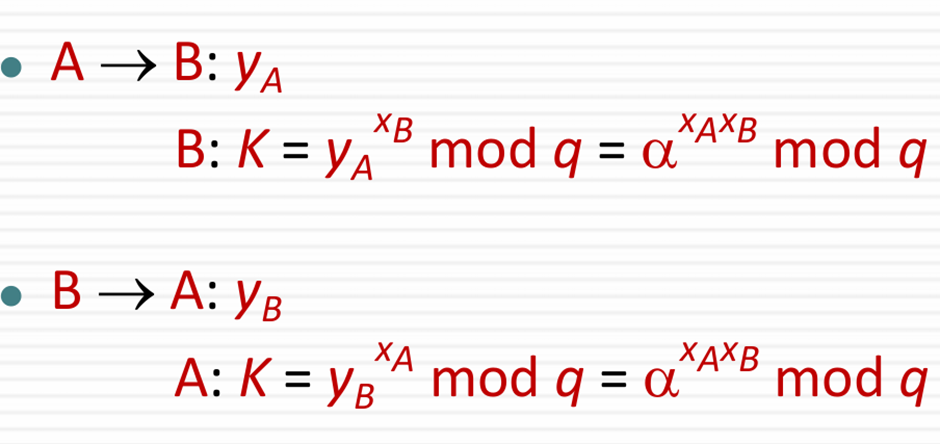 • A → B: y_A
B: K = y_A^{x_B} mod q = α^{x_A x_B} mod q
• B → A: y_B
A: K = y_B^{x_A} mod q = α^{x_A x_B} mod q